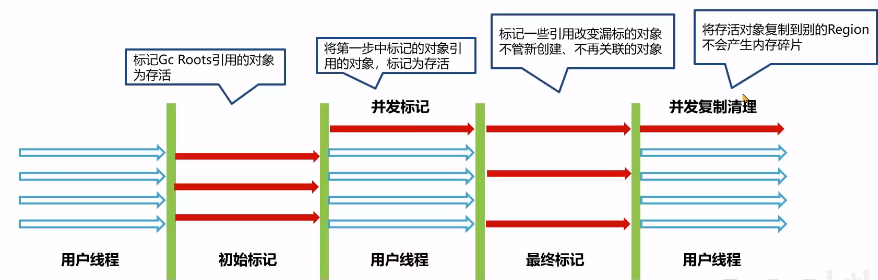 标记Gc Roots引用的对象
为存活
将第一步中标记的对象引
用的对象，标记为存活
标记一些引用改变漏标的对象
不管新创建、不再关联的对象
将存活对象复制到别的Region
不会产生内存碎片
并发标记
并发复制清理
用户线程
初始标记
用户线程
最终标记
用户线程